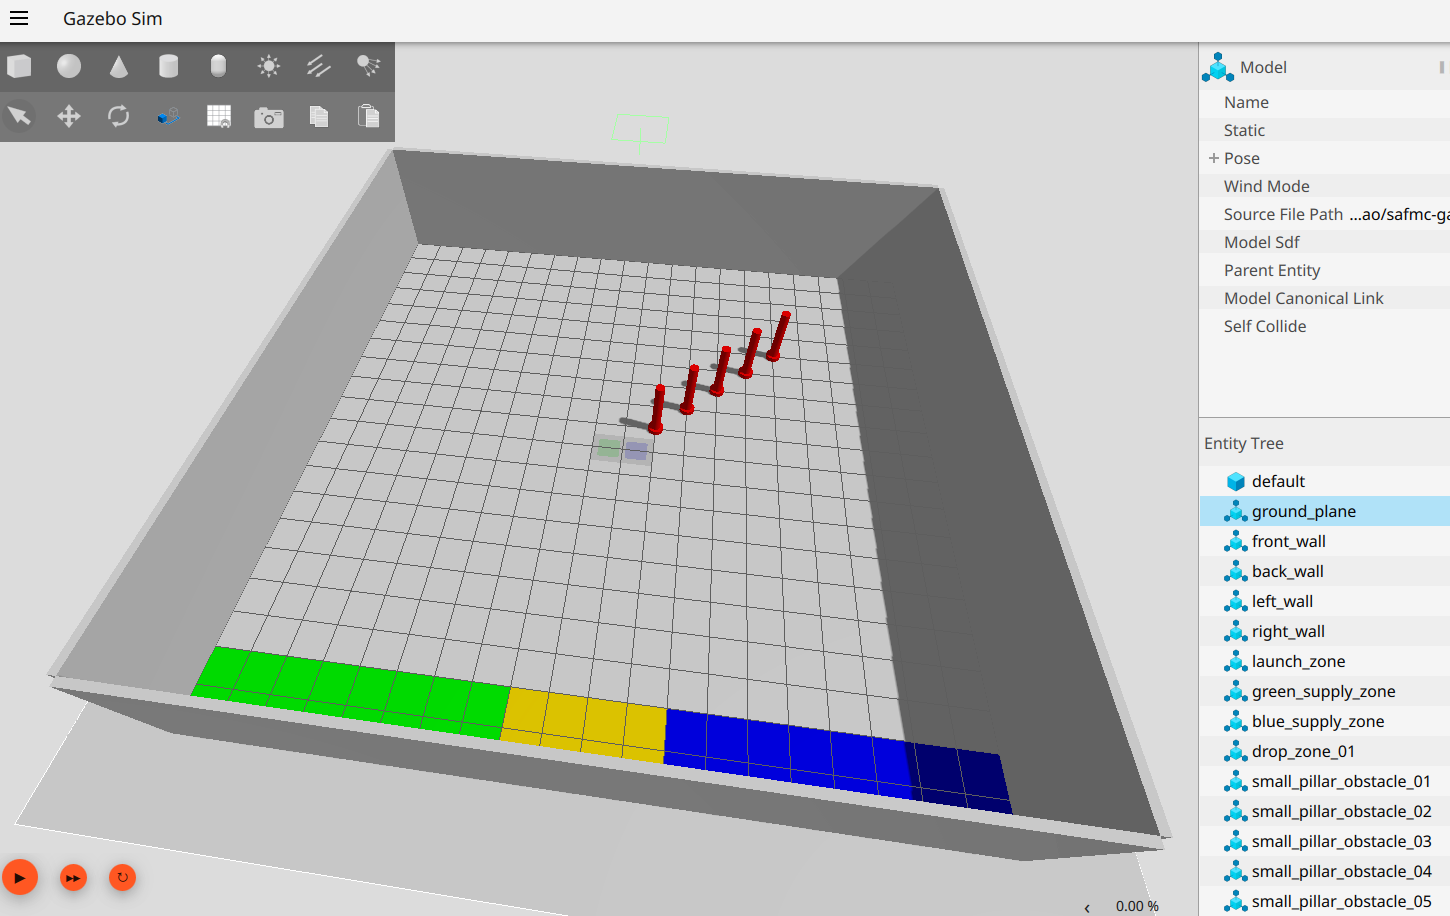 Gazebo Sim
Model
Name
Static
Pose
Wind Mode
Source File Path ...ao/safmc-ga
Model Sdf
Parent Entity
Model Canonical Link
Self Collide
Entity Tree
default
ground_plane
front_wall
back_wall
left_wall
right_wall
launch_zone
green_supply_zone
blue_supply_zone
drop_zone_01
small_pillar_obstacle_01
small_pillar_obstacle_02
small_pillar_obstacle_03
small_pillar_obstacle_04
small_pillar_obstacle_05
0.00 %